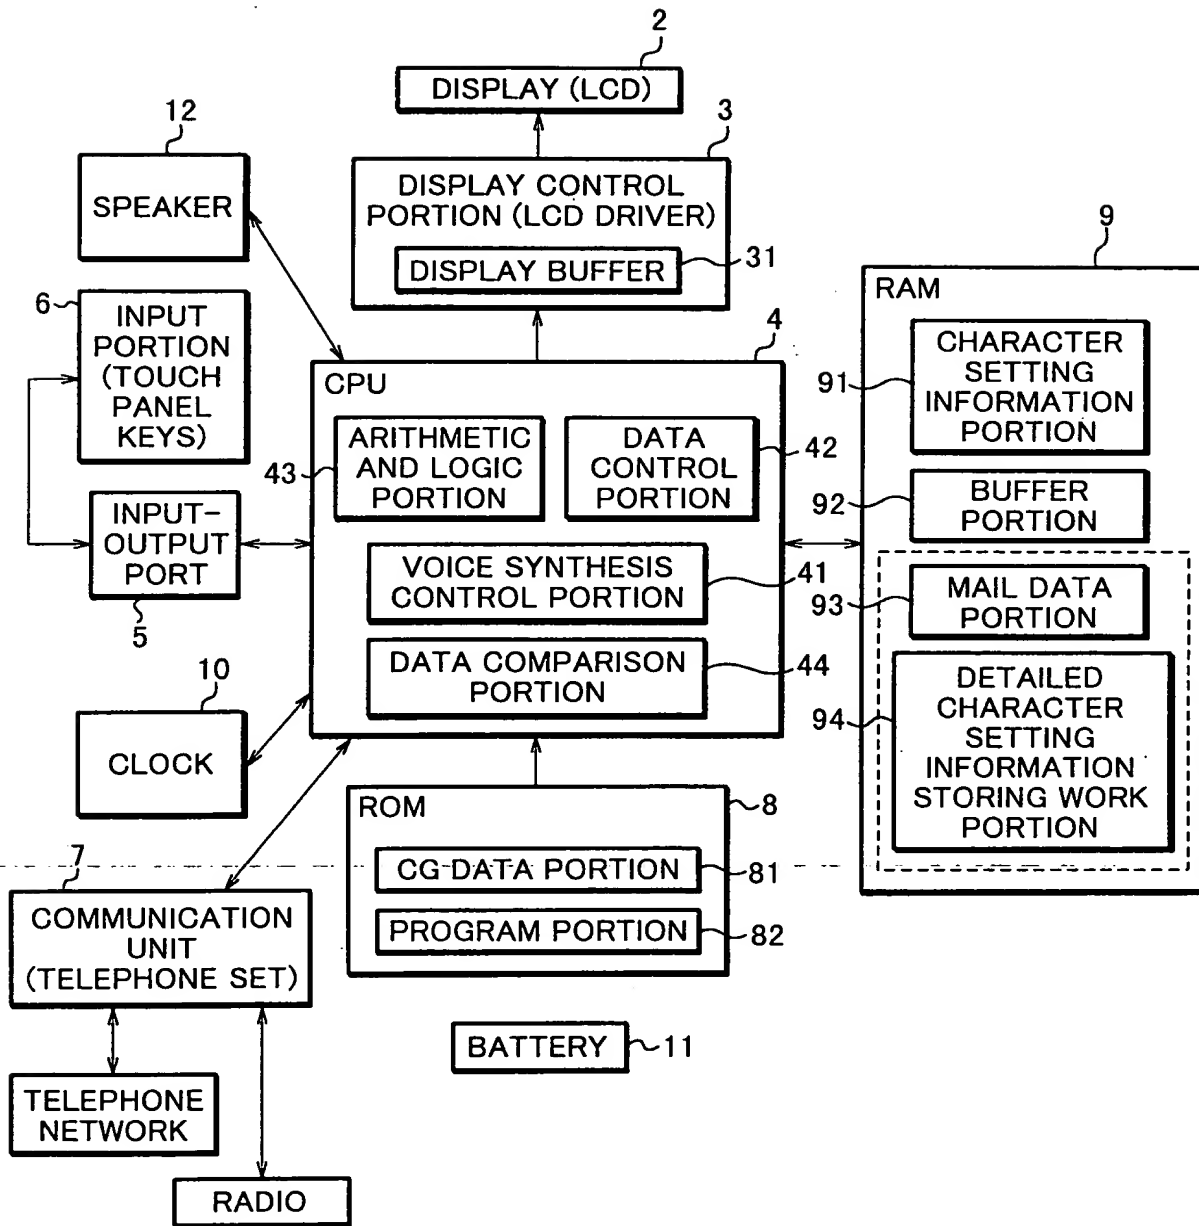 2
DISPLAY (LCD)
12
3
SPEAKER
DISPLAY CONTROL
PORTION (LCD DRIVER)
DISPLAY BUFFER
31
9
RAM
6
INPUT
PORTION
(TOUCH
PANEL
KEYS)
4
CPU
ARITHMETIC
AND LOGIC
PORTION
43
DATA
CONTROL
PORTION
42
91
CHARACTER
SETTING
INFORMATION
PORTION
92
BUFFER
PORTION
INPUT-
OUTPUT
PORT
5
VOICE SYNTHESIS
CONTROL PORTION
41
93
MAIL DATA
PORTION
DATA COMPARISON
PORTION
44
94
DETAILED
CHARACTER
SETTING
INFORMATION
STORING WORK
PORTION
10
CLOCK
ROM
8
CG DATA PORTION
81
PROGRAM PORTION
82
7
COMMUNICATION
UNIT
(TELEPHONE SET)
BATTERY
11
TELEPHONE
NETWORK
RADIO